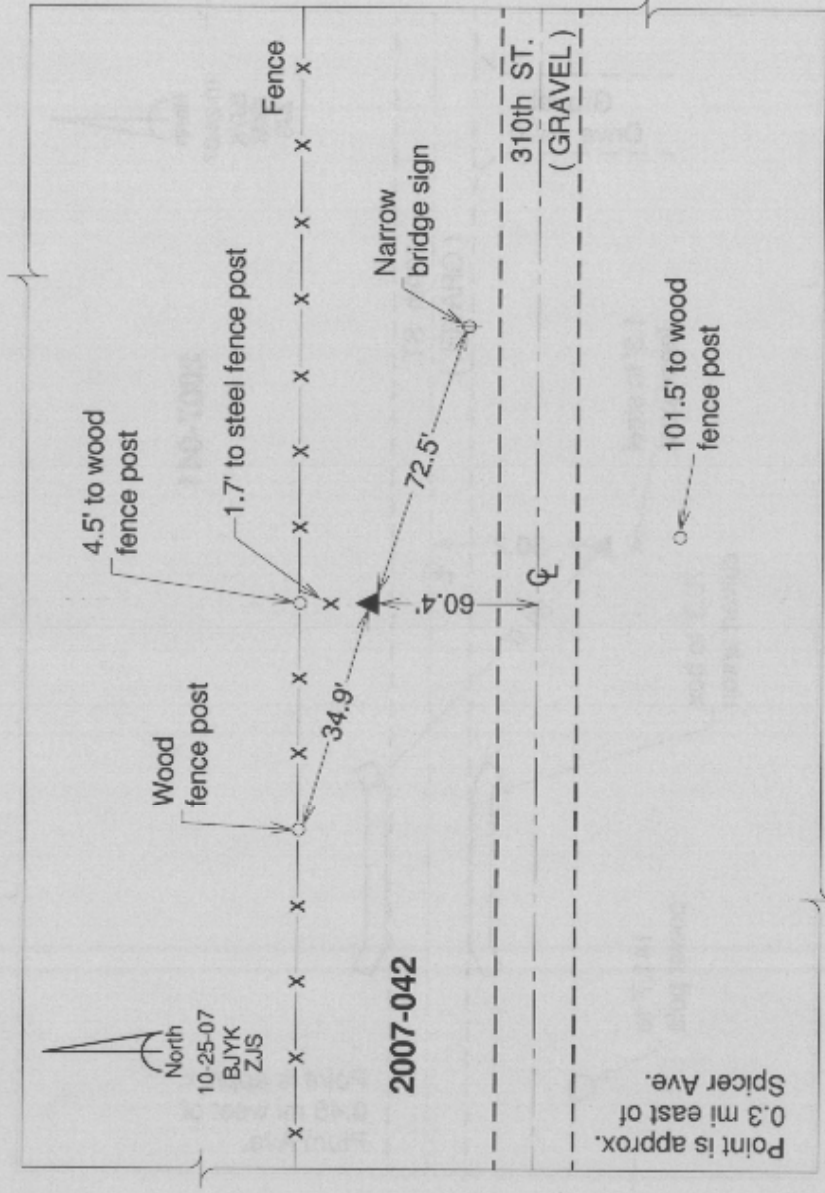 North
10-25-07
BJYK
ZJS
Wood
fence post
4.5' to wood
fence post
1.7' to steel fence post
Fence
34.9'
72.5'
60.4'
Narrow
bridge sign
2007-042
310th ST.
( GRAVEL )
CL
101.5' to wood
fence post
Point is approx.
0.3 mi east of
Spicer Ave.